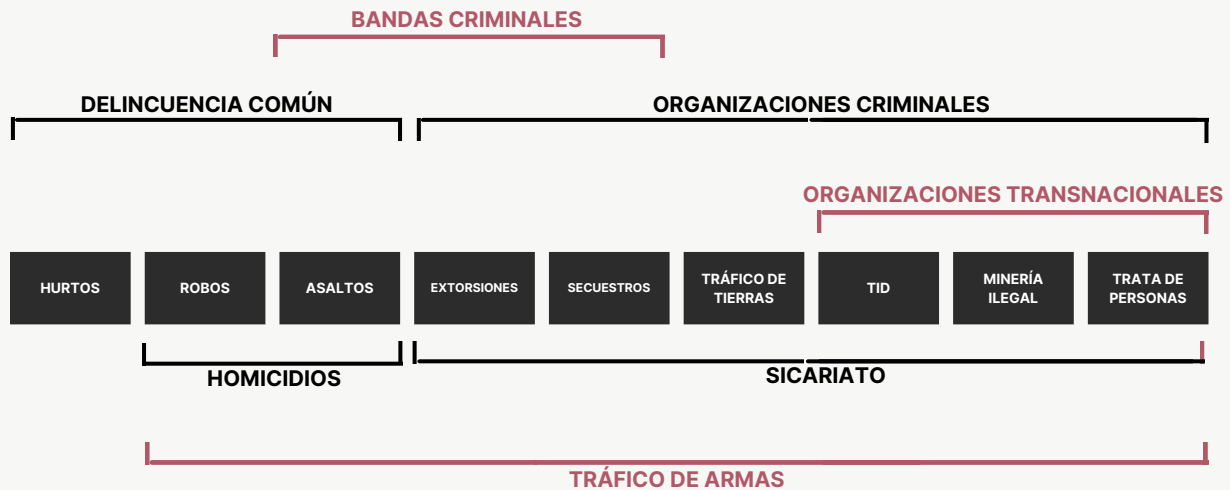 BANDAS CRIMINALES
DELINCUENCIA COMÚN
ORGANIZACIONES CRIMINALES
ORGANIZACIONES TRANSNACIONALES
HURTOS
ROBOS
ASALTOS
EXTORSIONES
SECUESTROS
TRÁFICO DE
TIERRAS
TID
MINERÍA
ILEGAL
TRATA DE
PERSONAS
HOMICIDIOS
SICARIATO
TRÁFICO DE ARMAS